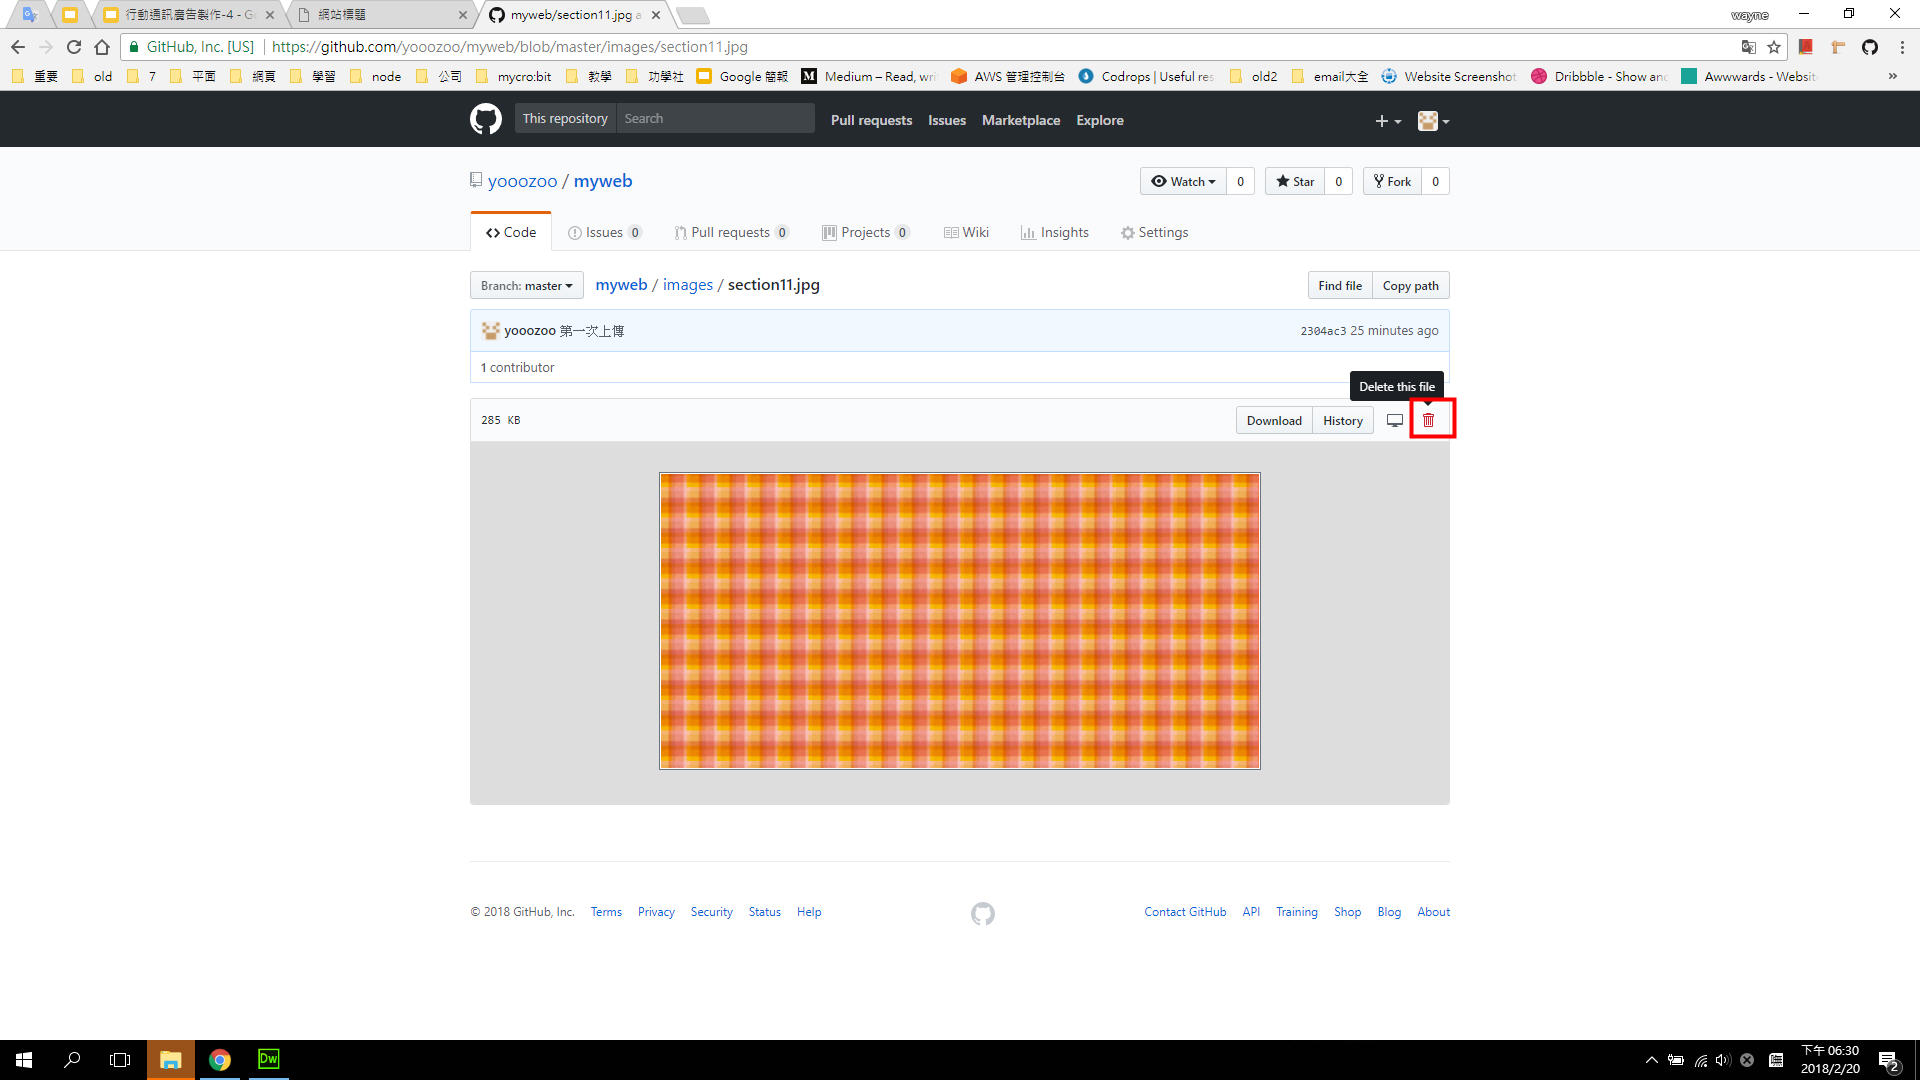 行動通訊廣告製作-4 - Go
網站標題
myweb/section11.jpg a
wayne
GitHub, Inc. [US]
https://github.com/yooozoo/myweb/blob/master/images/section11.jpg
重要 old 7 平面 網頁 學習 node 公司 mycro:bit 教學 功學社 Google 簡報 Medium – Read, wri AWS 管理控制台 Codrops | Useful res old2 email大全 Website Screenshot Dribbble - Show and Awwwards - Websit »
This repository Search Pull requests Issues Marketplace Explore
yooozoo / myweb
Watch 0 Star 0 Fork 0
Code Issues 0 Pull requests 0 Projects 0 Wiki Insights Settings
Branch: master myweb / images / section11.jpg Find file Copy path
yooozoo 第一次上傳 2304ac3 25 minutes ago
1 contributor
Delete this file
285 KB Download History
© 2018 GitHub, Inc. Terms Privacy Security Status Help Contact GitHub API Training Shop Blog About
Dw
下午 06:30
2018/2/20
2